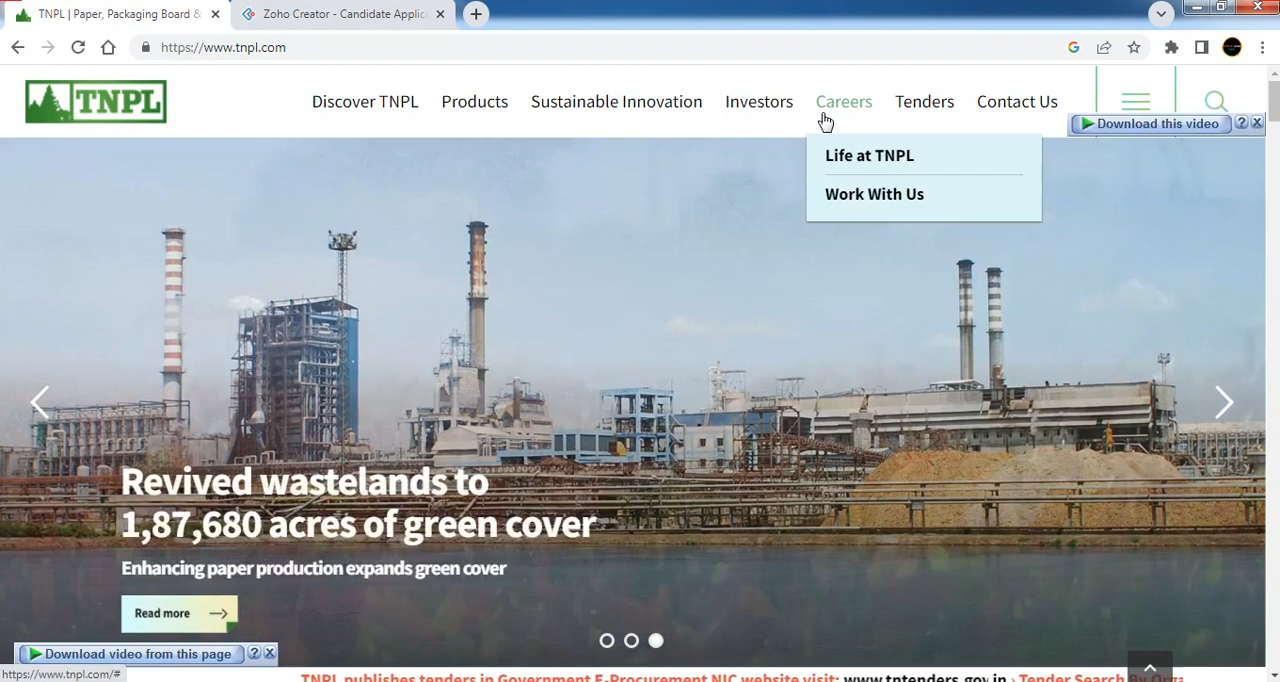 TNPL | Paper, Packaging Board &
Zoho Creator - Candidate Applic
https://www.tnpl.com
TNPL
Discover TNPL
Products
Sustainable Innovation
Investors
Careers
Tenders
Contact Us
Download this video
?
Life at TNPL
Work With Us
Revived wastelands to
1,87,680 acres of green cover
Enhancing paper production expands green cover
Read more
Download video from this page
?
https://www.tnpl.com/#
TNPL publishes tenders in Government E-Procurement NIC website visit: www.tntenders.gov.in › Tender Search By Orga